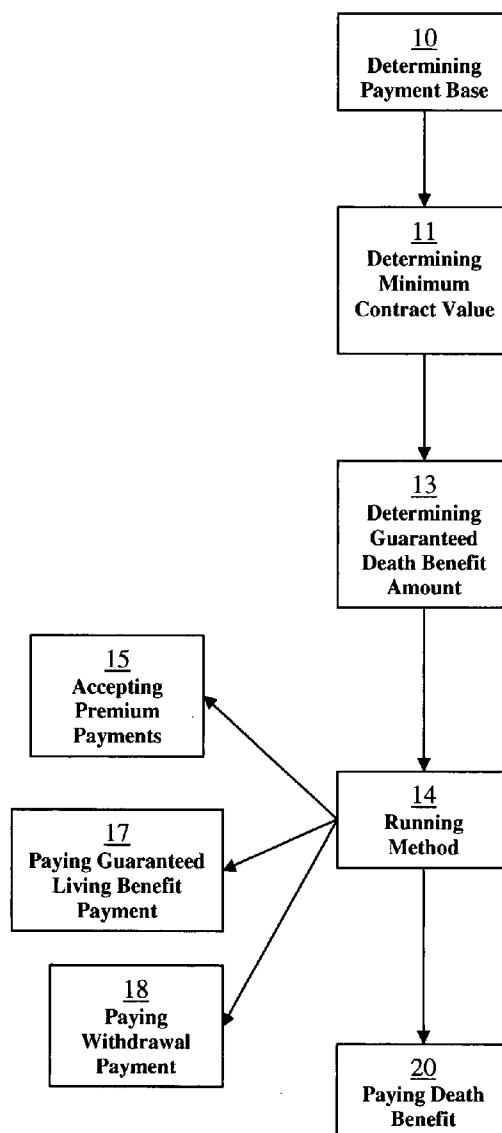 10
Determining
Payment Base
11
Determining
Minimum
Contract Value
13
Determining
Guaranteed
Death Benefit
Amount
15
Accepting
Premium
Payments
14
Running
Method
17
Paying Guaranteed
Living Benefit
Payment
18
Paying
Withdrawal
Payment
20
Paying Death
Benefit